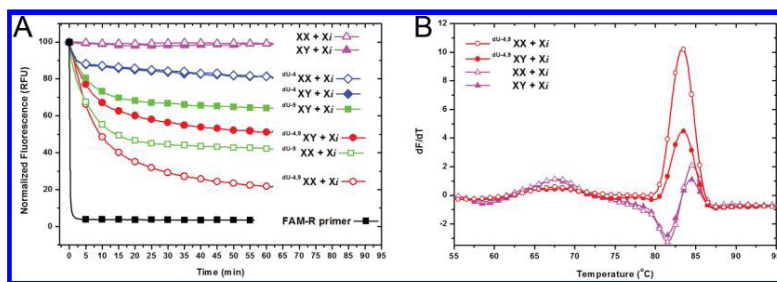 A
Normalized Fluorescence (RFU)
100
80
60
40
20
0
0 5 10 15 20 25 30 35 40 45 50 55 60 65 70 75 80 85 90 95
Time (min)
XX + Xi
XY + Xi
dU-4 XX + Xi
dU-4 XY + Xi
dU-9 XY + Xi
dU-4,9 XY + Xi
dU-9 XX + Xi
dU-4,9 XX + Xi
FAM-R primer
B
dF/dT
12
10
8
6
4
2
0
-2
55 60 65 70 75 80 85 90 9
Temperature (°C)
dU-4,9 XX + Xi
dU-4,9 XY + Xi
XX + Xi
XY + Xi